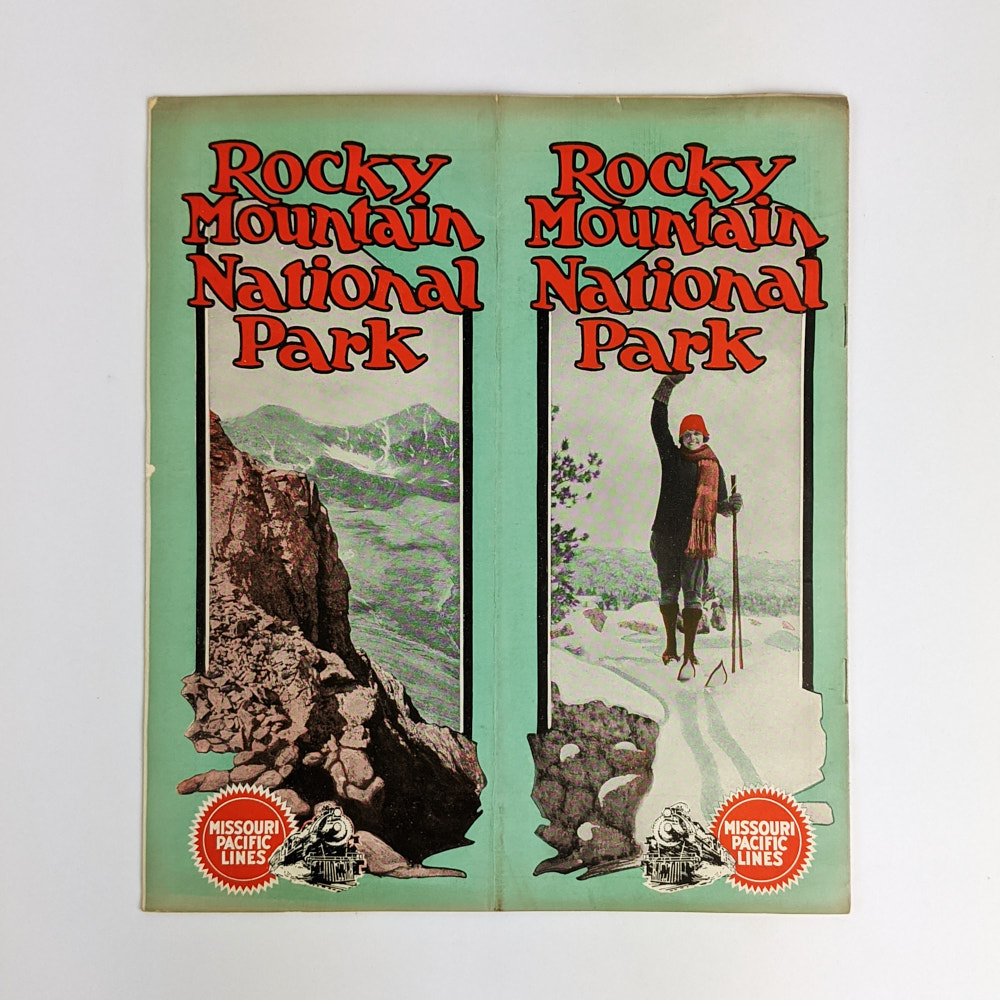 Rocky
Mountain
National
Park
MISSOURI
PACIFIC
LINES
Rocky
Mountain
National
Park
MISSOURI
PACIFIC
LINES